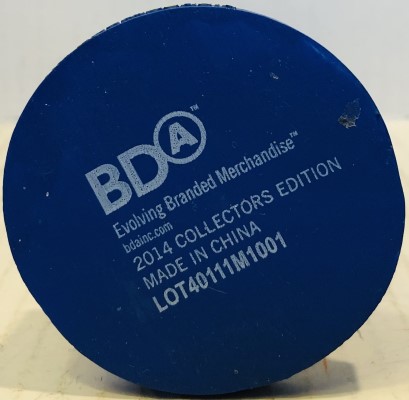 BDA™
Evolving Branded Merchandise™
bdainc.com
2014 COLLECTORS EDITION
MADE IN CHINA
LOT40111M1001